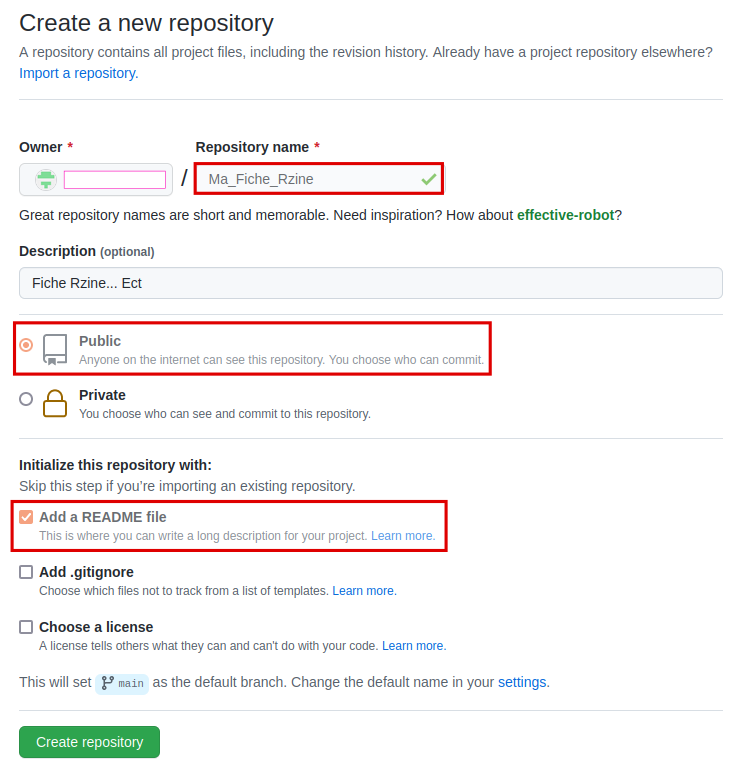 Create a new repository
A repository contains all project files, including the revision history. Already have a project repository elsewhere?
Import a repository.
Owner * Repository name *
/ Ma_Fiche_Rzine
Great repository names are short and memorable. Need inspiration? How about effective-robot?
Description (optional)
Fiche Rzine... Ect
Public
Anyone on the internet can see this repository. You choose who can commit.
Private
You choose who can see and commit to this repository.
Initialize this repository with:
Skip this step if you’re importing an existing repository.
Add a README file
This is where you can write a long description for your project. Learn more.
Add .gitignore
Choose which files not to track from a list of templates. Learn more.
Choose a license
A license tells others what they can and can't do with your code. Learn more.
This will set main as the default branch. Change the default name in your settings.
Create repository